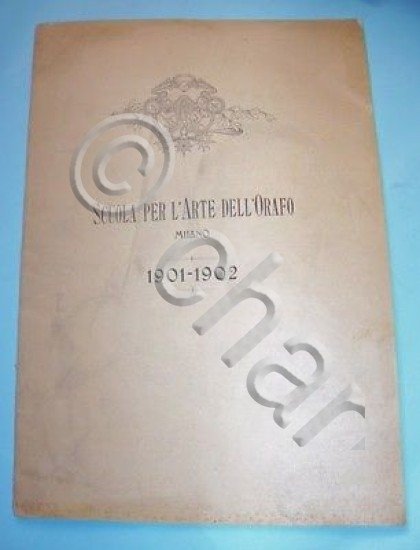 Scuola per l'Arte dell'Orafo
Milano
1901-1902
© char